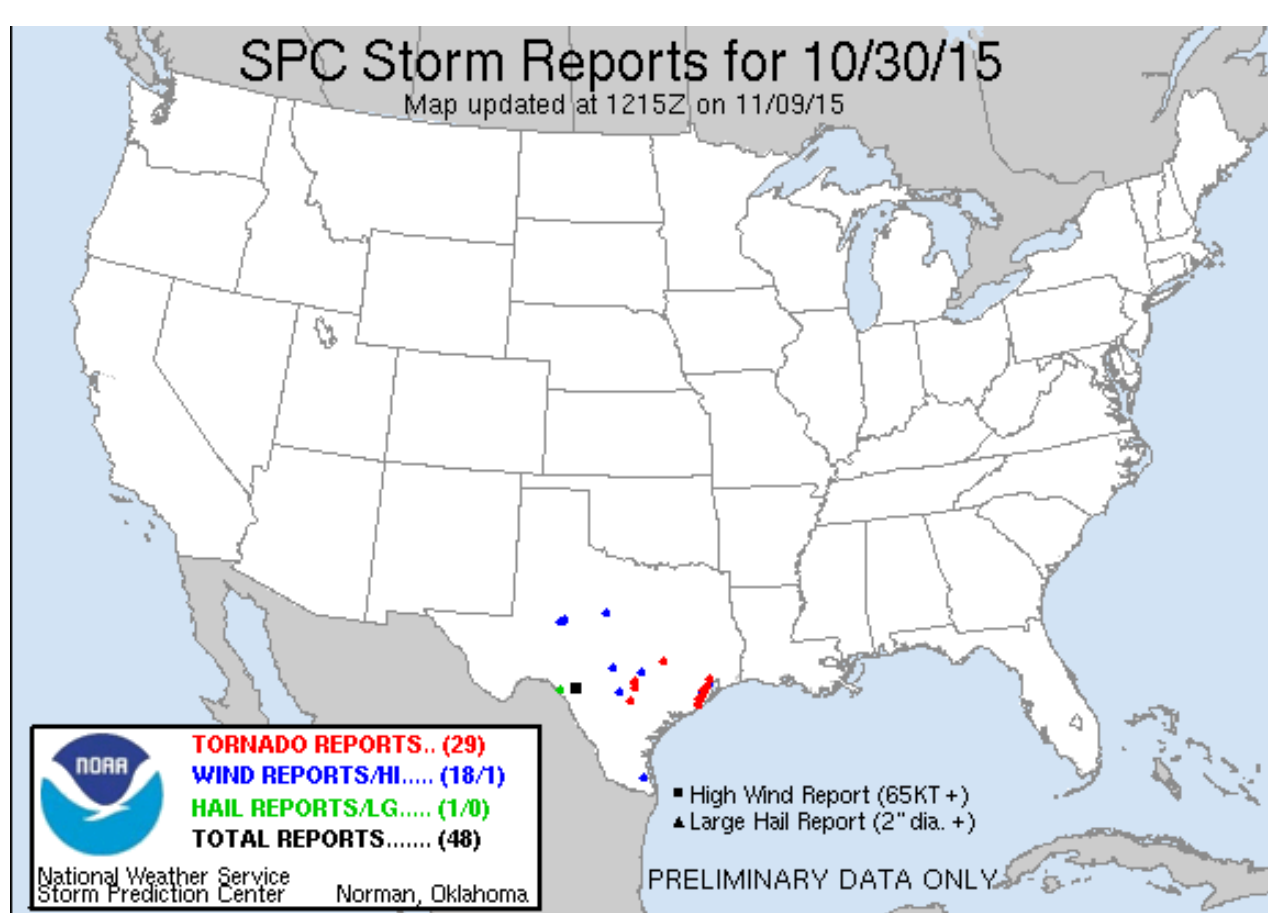 SPC Storm Reports for 10/30/15
Map updated at 1215Z on 11/09/15
NOAA
TORNADO REPORTS.. (29)
WIND REPORTS/HI..... (18/1)
HAIL REPORTS/LG..... (1/0)
TOTAL REPORTS....... (48)
National Weather Service
Storm Prediction Center Norman, Oklahoma
High Wind Report (65KT +)
Large Hail Report (2" dia. +)
PRELIMINARY DATA ONLY